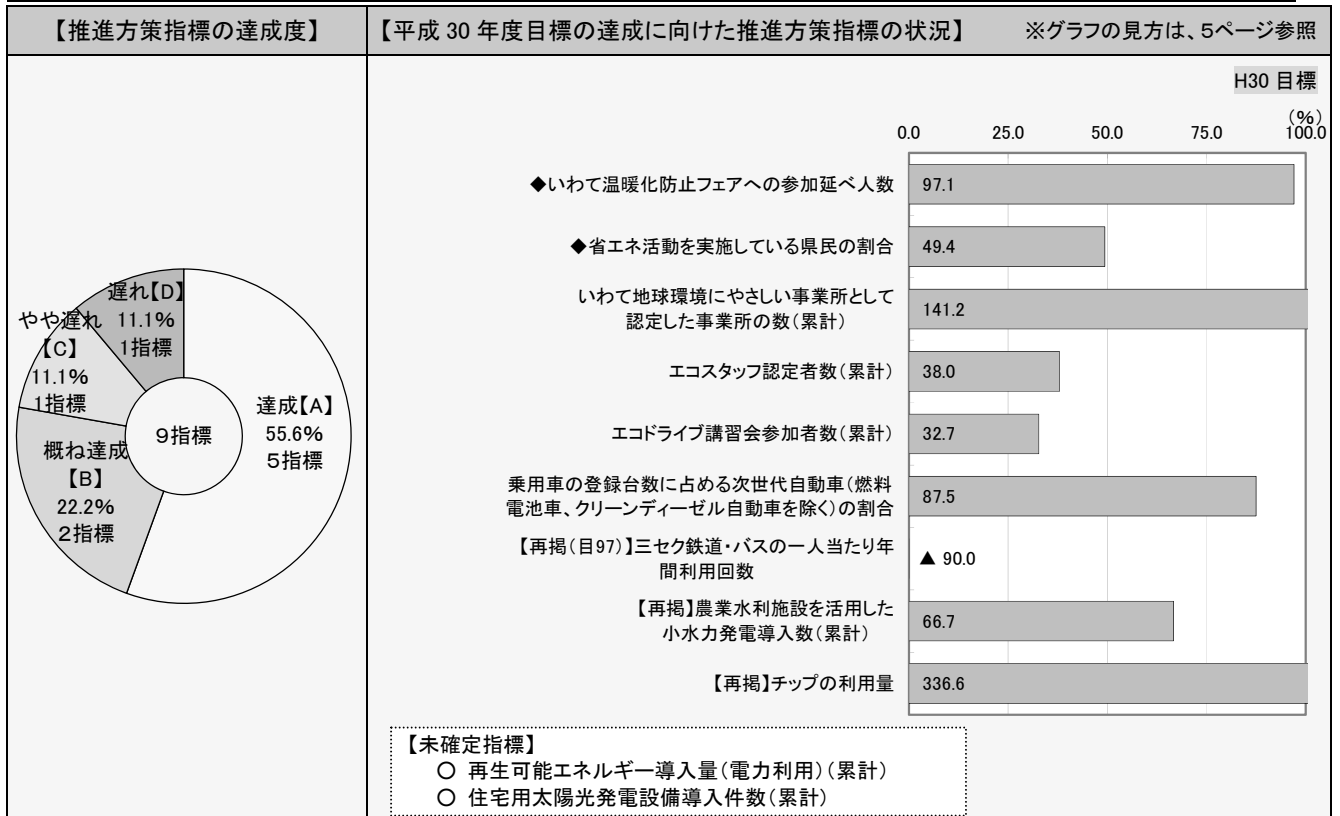 【推進方策指標の達成度】
【平成 30 年度目標の達成に向けた推進方策指標の状況】 ※グラフの見方は、5ページ参照
遅れ【D】
11.1%
1指標
やや遅れ
【C】
11.1%
1指標
概ね達成
【B】
22.2%
2指標
9指標
達成【A】
55.6%
5指標
H30 目標
(%)
0.0 25.0 50.0 75.0 100.0
◆いわて温暖化防止フェアへの参加延べ人数 97.1
◆省エネ活動を実施している県民の割合 49.4
いわて地球環境にやさしい事業所として
認定した事業所の数(累計) 141.2
エコスタッフ認定者数(累計) 38.0
エコドライブ講習会参加者数(累計) 32.7
乗用車の登録台数に占める次世代自動車(燃料
電池車、クリーンディーゼル自動車を除く)の割合 87.5
【再掲(目97)】三セク鉄道・バスの一人当たり年
間利用回数 ▲ 90.0
【再掲】農業水利施設を活用した
小水力発電導入数(累計) 66.7
【再掲】チップの利用量 336.6
【未確定指標】
○ 再生可能エネルギー導入量(電力利用)(累計)
○ 住宅用太陽光発電設備導入件数(累計)